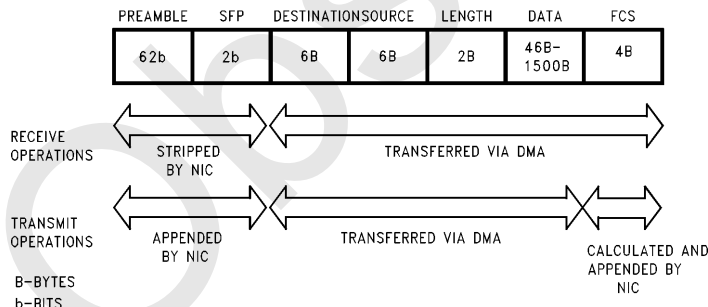 PREAMBLE SFP DESTINATIONSOURCE LENGTH DATA FCS
62b 2b 6B 6B 2B 46B-1500B 4B
RECEIVE OPERATIONS
STRIPPED BY NIC
TRANSFERRED VIA DMA
TRANSMIT OPERATIONS
APPENDED BY NIC
TRANSFERRED VIA DMA
CALCULATED AND APPENDED BY NIC
B-BYTES
b-BITS
Obs